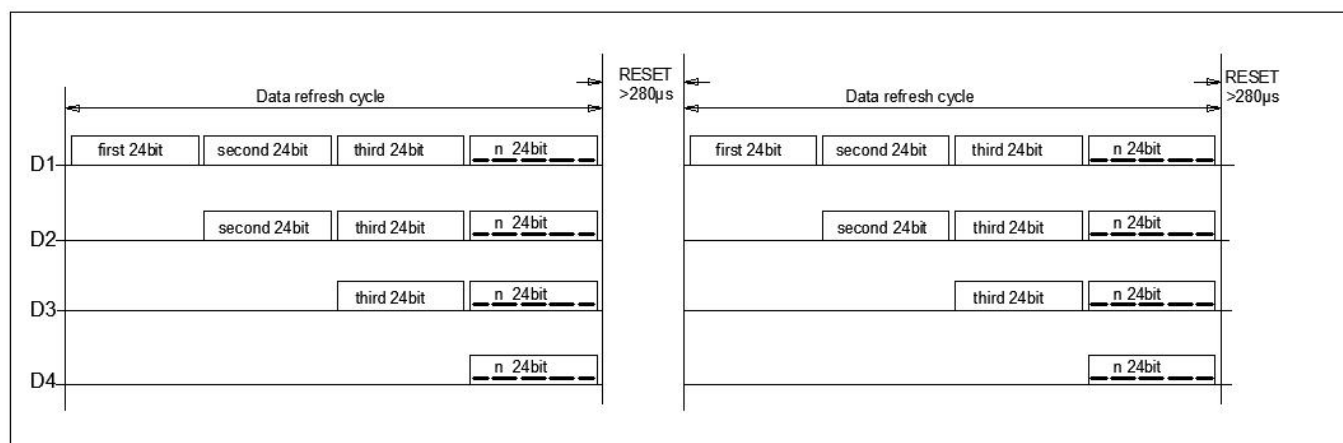 RESET
>280µs
RESET
>280µs
Data refresh cycle
Data refresh cycle
D1
first 24bit
second 24bit
third 24bit
n 24bit
first 24bit
second 24bit
third 24bit
n 24bit
D2
second 24bit
third 24bit
n 24bit
second 24bit
third 24bit
n 24bit
D3
third 24bit
n 24bit
third 24bit
n 24bit
D4
n 24bit
n 24bit